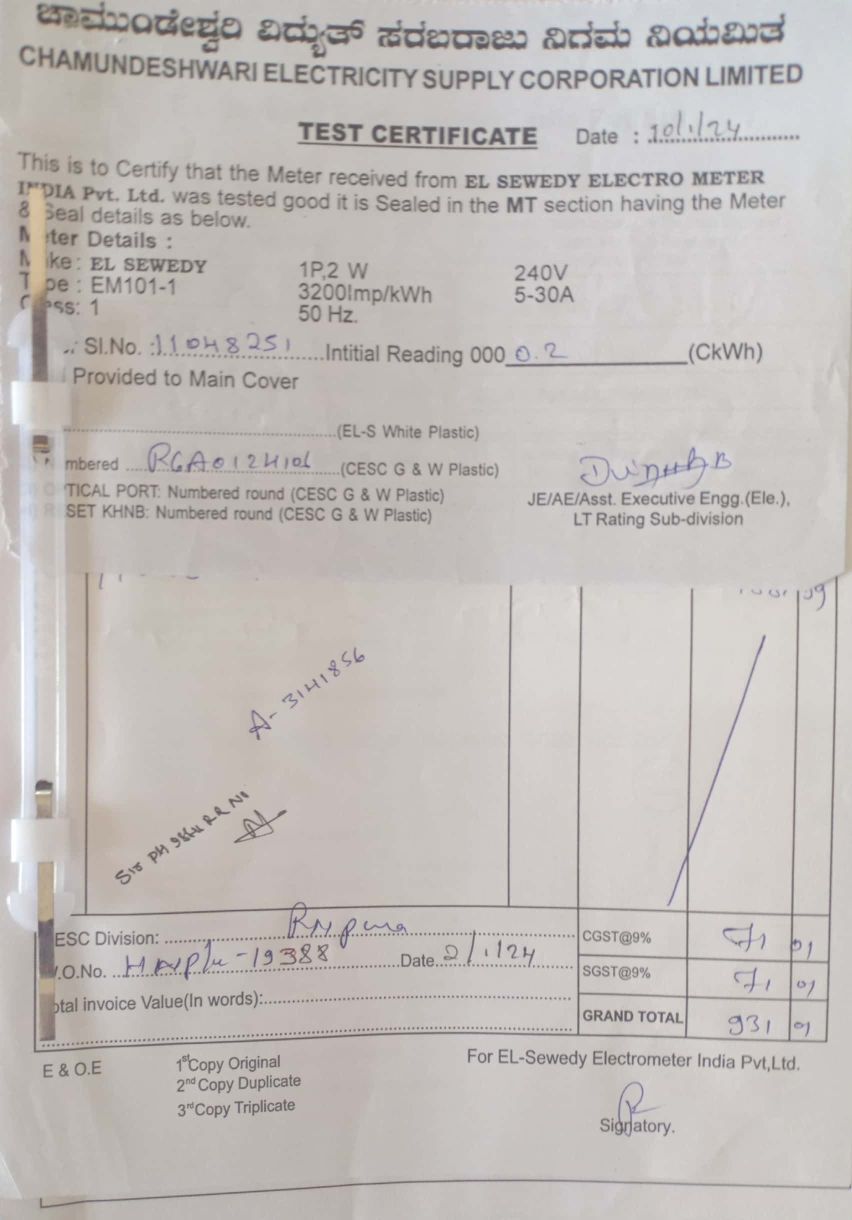 ಚಾಮುಂಡೇಶ್ವರಿ ವಿದ್ಯುತ್ ಸರಬರಾಜು ನಿಗಮ ನಿಯಮಿತ
CHAMUNDESHWARI ELECTRICITY SUPPLY CORPORATION LIMITED
TEST CERTIFICATE Date : 10/1/24
This is to Certify that the Meter received from EL SEWEDY ELECTRO METER
INDIA Pvt. Ltd. was tested good it is Sealed in the MT section having the Meter
& Seal details as below.
Meter Details :
Make: EL SEWEDY 1P,2 W 240V
Type : EM101-1 3200Imp/kWh 5-30A
Class: 1 50 Hz.
Sl.No. :11048251 Intitial Reading 000 0.2 (CkWh)
Provided to Main Cover
(EL-S White Plastic)
mbered (CESC G & W Plastic)
TICAL PORT: Numbered round (CESC G & W Plastic) JE/AE/Asst. Executive Engg.(Ele.),
SET KHNB: Numbered round (CESC G & W Plastic) LT Rating Sub-division
A- 3141856
ESC Division: CGST@9% 71 01
.O.No. -19388 Date 2/1/24 SGST@9% 71 01
otal invoice Value(In words): GRAND TOTAL 931 01
E & O.E 1st Copy Original For EL-Sewedy Electrometer India Pvt,Ltd.
2nd Copy Duplicate
3rd Copy Triplicate
Signatory.